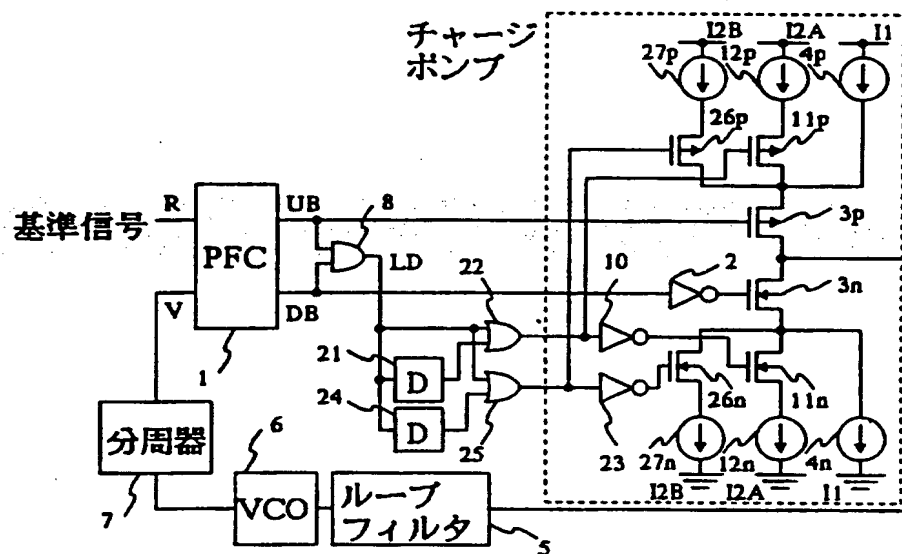 チャージ
ポンプ
I2B
I2A
I1
27p
12p
4p
26p
11p
基準信号
R
PFC
UB
8
LD
3p
V
DB
1
22
10
2
3n
21
D
24
D
25
23
26n
11n
27n
12n
4n
I2B
I2A
I1
分周器
7
6
VCO
ループ
フィルタ
5